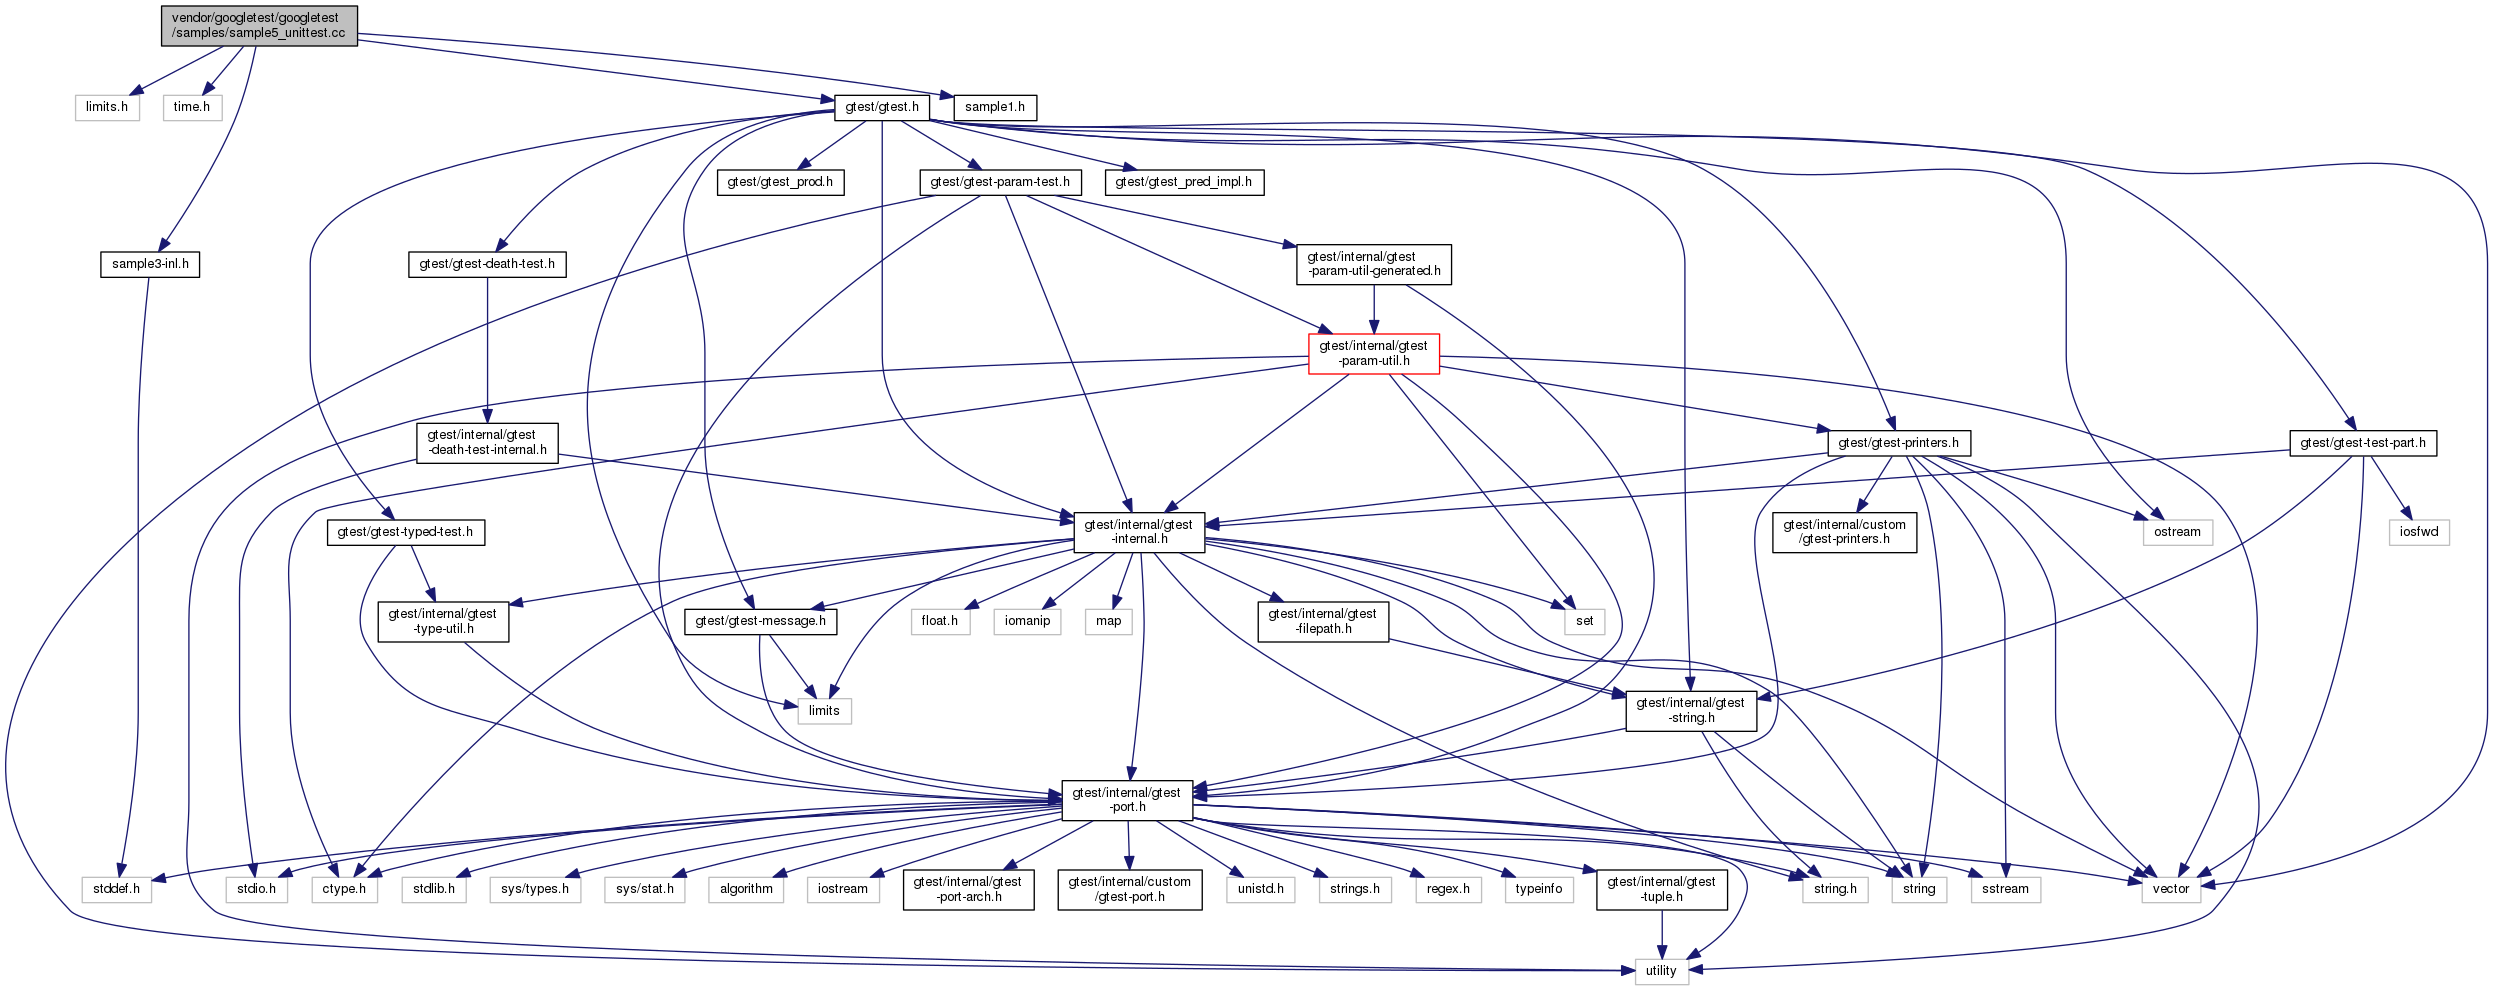 vendor/googletest/googletest
/samples/sample5_unittest.cc
limits.h
time.h
gtest/gtest.h
sample1.h
gtest/gtest_prod.h
gtest/gtest-param-test.h
gtest/gtest_pred_impl.h
sample3-inl.h
gtest/gtest-death-test.h
gtest/internal/gtest
-param-util-generated.h
gtest/internal/gtest
-param-util.h
gtest/internal/gtest
-death-test-internal.h
gtest/gtest-printers.h
gtest/gtest-test-part.h
gtest/gtest-typed-test.h
gtest/internal/gtest
-internal.h
gtest/internal/custom
/gtest-printers.h
ostream
iosfwd
gtest/internal/gtest
-type-util.h
gtest/gtest-message.h
float.h
iomanip
map
gtest/internal/gtest
-filepath.h
set
limits
gtest/internal/gtest
-string.h
gtest/internal/gtest
-port.h
stddef.h
stdio.h
ctype.h
stdlib.h
sys/types.h
sys/stat.h
algorithm
iostream
gtest/internal/gtest
-port-arch.h
gtest/internal/custom
/gtest-port.h
unistd.h
strings.h
regex.h
typeinfo
gtest/internal/gtest
-tuple.h
string.h
string
sstream
vector
utility